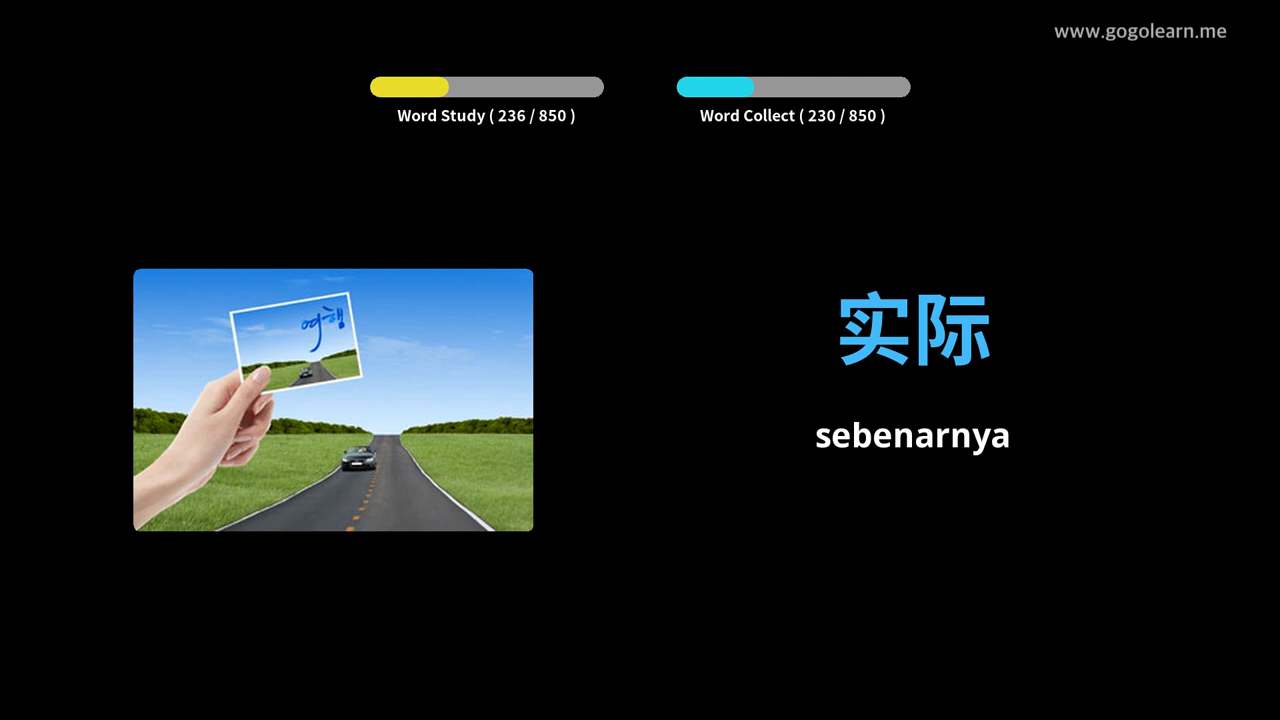 www.gogolearn.me
Word Study ( 236 / 850 )
Word Collect ( 230 / 850 )
여행
实际
sebenarnya